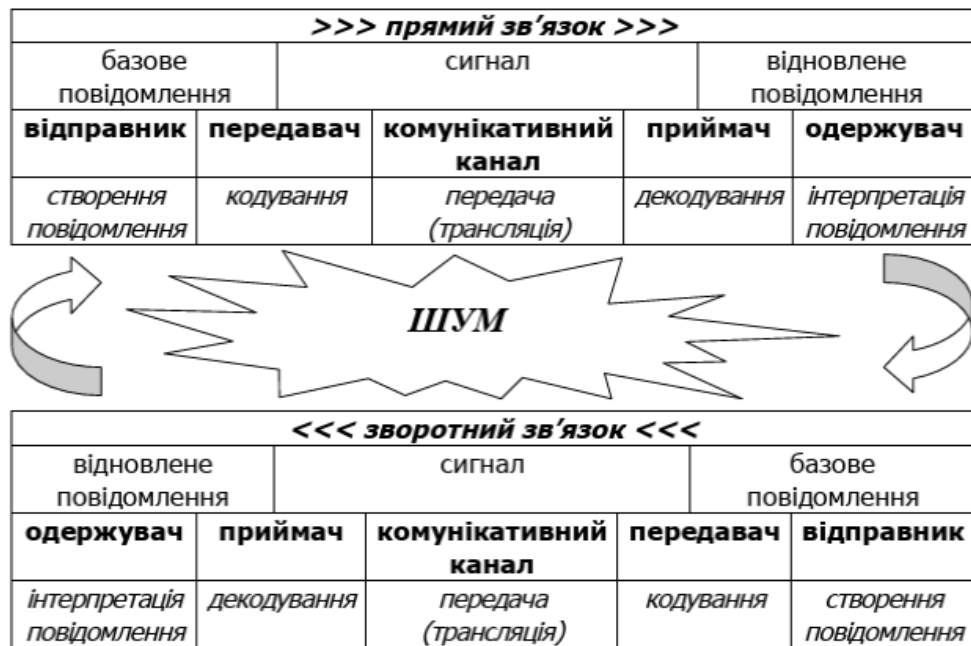 >>> прямий зв’язок >>>
базове сигнал відновлене
повідомлення повідомлення
відправник передавач комунікативний приймач одержувач
канал
створення кодування передача декодування інтерпретація
повідомлення (трансляція) повідомлення
ШУМ
<<< зворотний зв’язок <<<
відновлене сигнал базове
повідомлення повідомлення
одержувач приймач комунікативний передавач відправник
канал
інтерпретація декодування передача кодування створення
повідомлення (трансляція) повідомлення